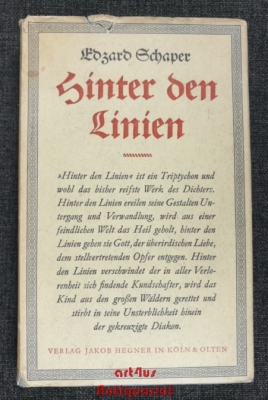 Edzard Schaper
Hinter den
Linien
»Hinter den Linien« ist ein Triptychon und
wohl das bisher reifste Werk des Dichters.
Hinter den Linien ereilen seine Gestalten Un-
tergang und Verwandlung, wird aus einer
feindlichen Welt das Heil geholt, hinter den
Linien gehen sie Gott, der überirdischen Liebe,
dem stellvertretenden Opfer entgegen. Hinter
den Linien verschwindet der in aller Verlo-
renheit sich findende Kundschafter, wird das
Kind aus den großen Wäldern gerettet und
stirbt in seine Unsterblichkeit hinein
der gekreuzigte Diakon.
VERLAG JAKOB HEGNER IN KÖLN & OLTEN
art4us
Antiquariat